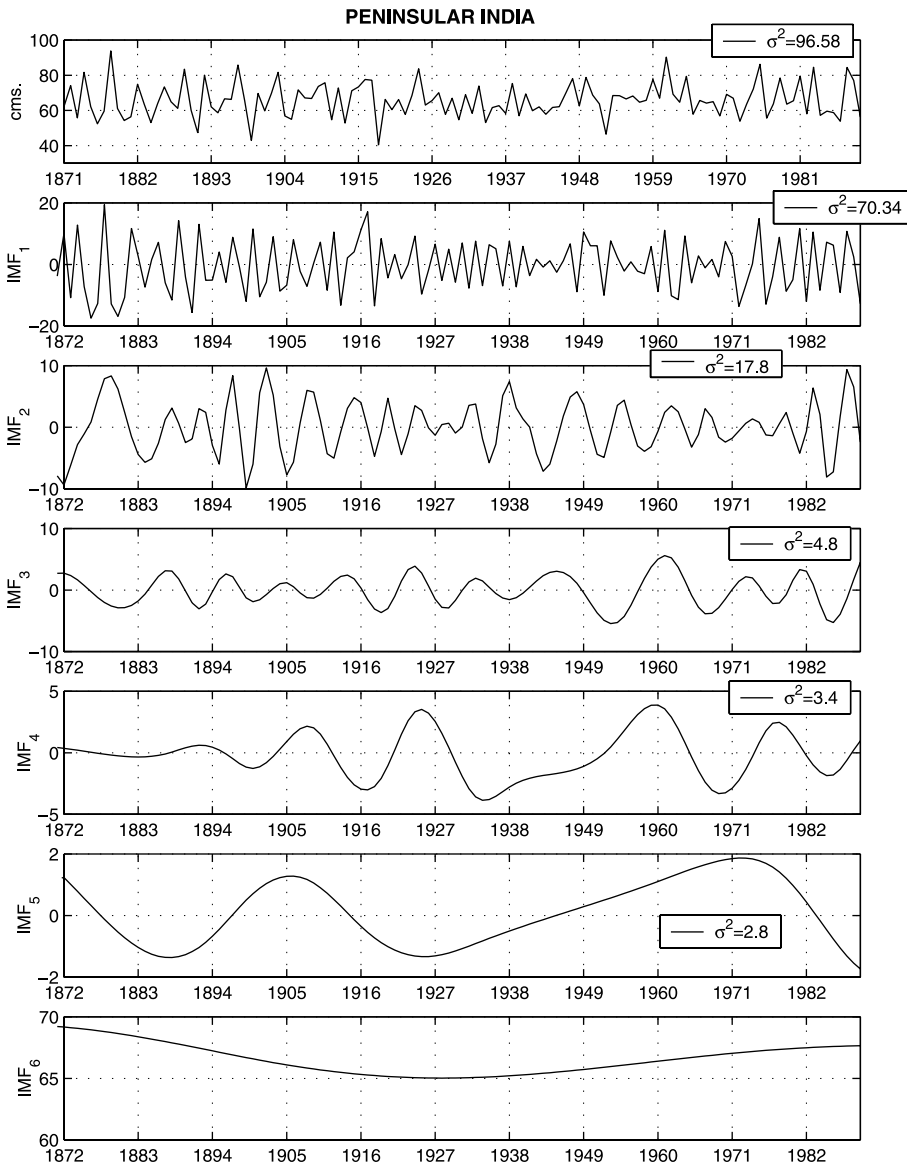 PENINSULAR INDIA
σ²=96.58
cms.
100
80
60
40
1871 1882 1893 1904 1915 1926 1937 1948 1959 1970 1981
σ²=70.34
IMF₁
20
0
−20
1872 1883 1894 1905 1916 1927 1938 1949 1960 1971 1982
σ²=17.8
IMF₂
10
0
−10
1872 1883 1894 1905 1916 1927 1938 1949 1960 1971 1982
σ²=4.8
IMF₃
10
0
−10
1872 1883 1894 1905 1916 1927 1938 1949 1960 1971 1982
σ²=3.4
IMF₄
5
0
−5
1872 1883 1894 1905 1916 1927 1938 1949 1960 1971 1982
IMF₅
2
0
−2
σ²=2.8
1872 1883 1894 1905 1916 1927 1938 1949 1960 1971 1982
IMF₆
70
65
60
1872 1883 1894 1905 1916 1927 1938 1949 1960 1971 1982